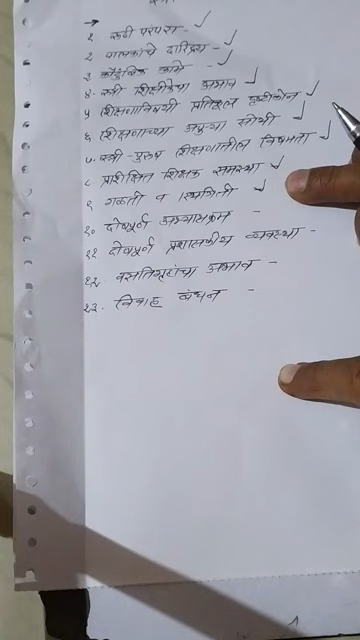 १ रूढी परंपरा - ✓
२ पालकांचे दारिद्र्य - ✓
३ कौटुंबिक कामे - ✓
४. स्त्री शिक्षीकेचा अभाव ✓
५ शिक्षणाविषयी प्रतिकूल दृष्टीकोन ✓
६. शिक्षणाच्या अपुऱ्या सोयी ✓
७. स्त्री-पुरुष शिक्षणातील विषमता ✓
८ प्रशिक्षित शिक्षक समस्या ✓
९ गळती व स्थगिती ✓
१० दोषपूर्ण अभ्यासक्रम -
११ दोषपूर्ण प्रशासकीय व्यवस्था -
१२. वसतिगृहांचा अभाव -
१३. विवाह बंधन -